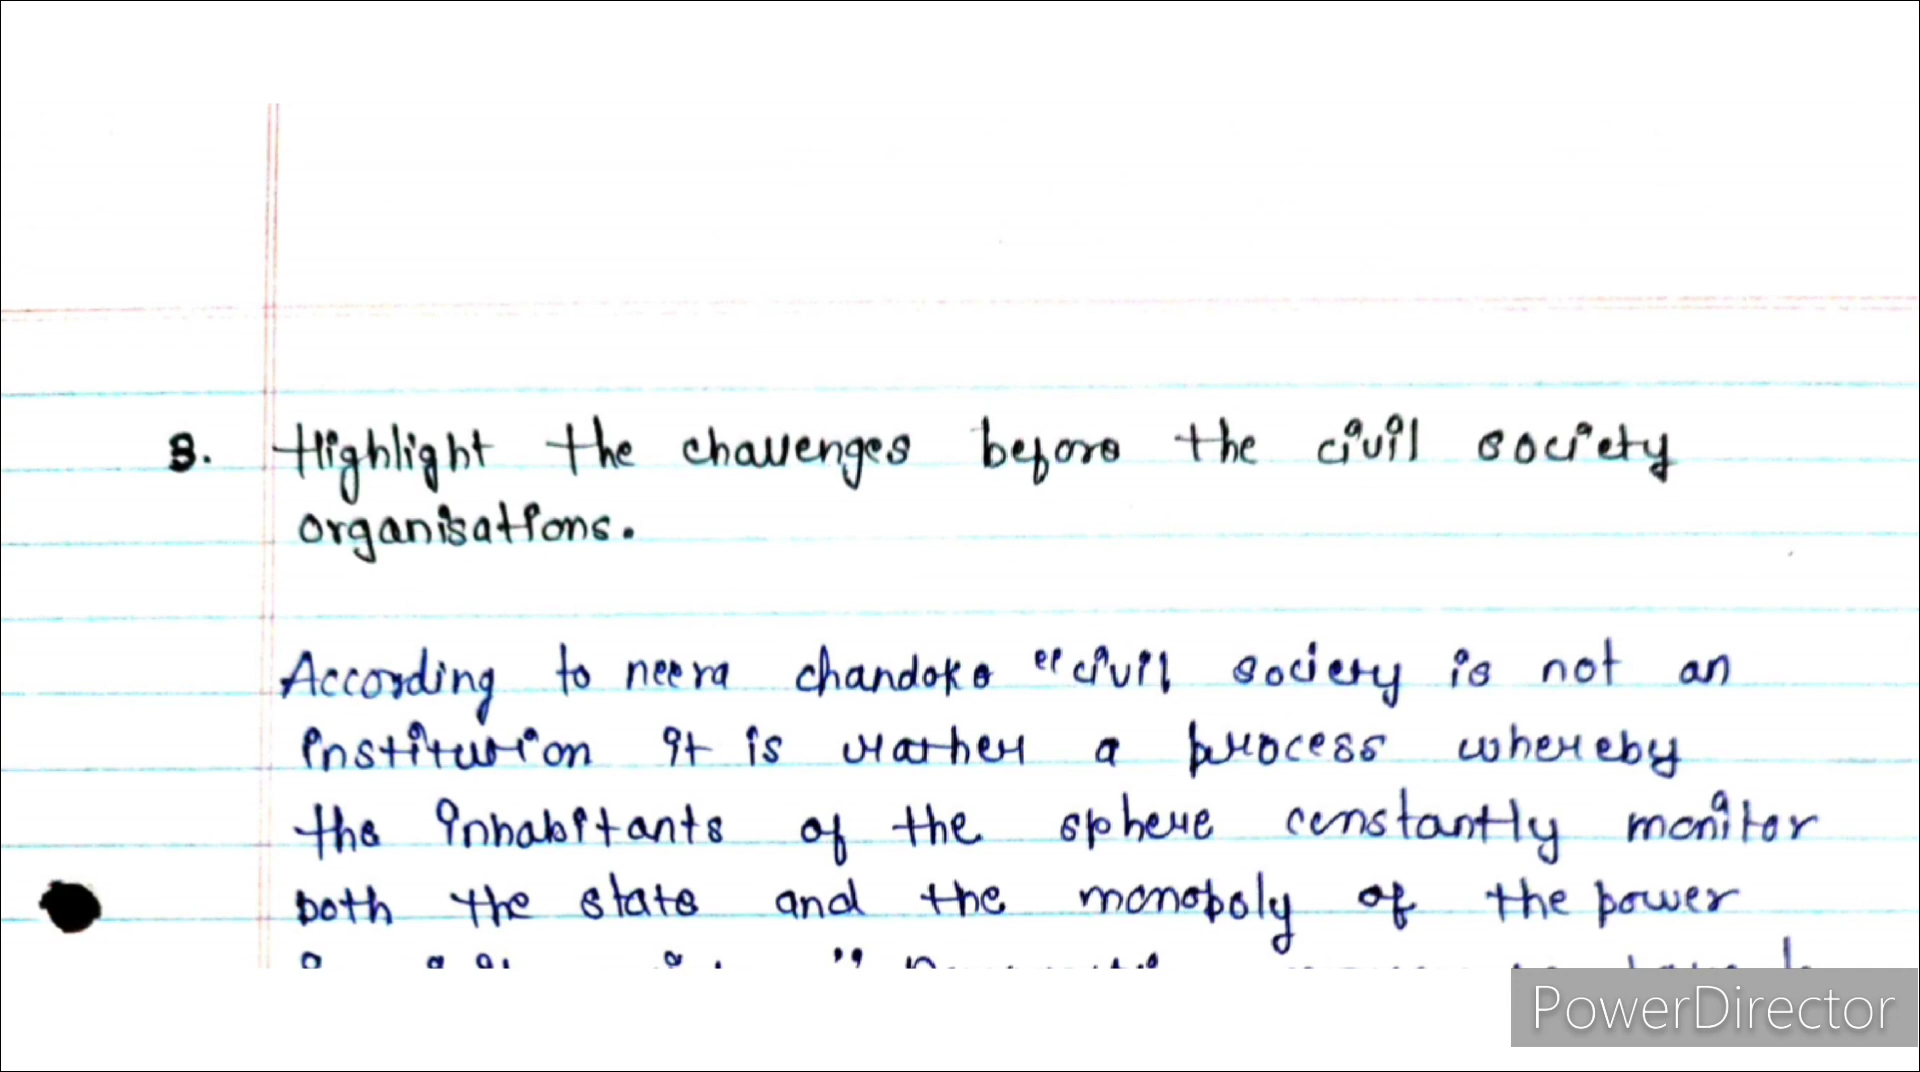 3. Highlight the challenges before the civil society
organisations.
According to neera chandoke "civil society is not an
institution it is rather a process whereby
the inhabitants of the sphere constantly monitor
both the state and the monopoly of the power
PowerDirector